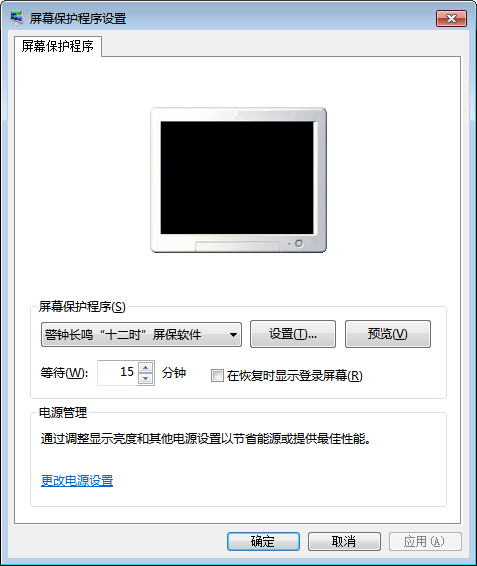 屏幕保护程序设置
屏幕保护程序
屏幕保护程序(S)
警钟长鸣“十二时”屏保软件
设置(T)...
预览(V)
等待(W):
15
分钟
在恢复时显示登录屏幕(R)
电源管理
通过调整显示亮度和其他电源设置以节省能源或提供最佳性能。
更改电源设置
确定
取消
应用(A)